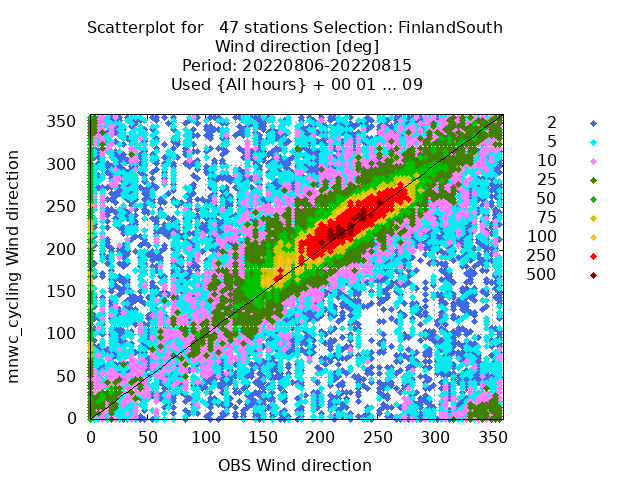 Scatterplot for   47 stations Selection: FinlandSouth
Wind direction [deg]
Period: 20220806-20220815
Used {All hours} + 00 01 ... 09
mnwc_cycling Wind direction
350
300
250
200
150
100
50
0
0 50 100 150 200 250 300 350
OBS Wind direction
2
5
10
25
50
75
100
250
500